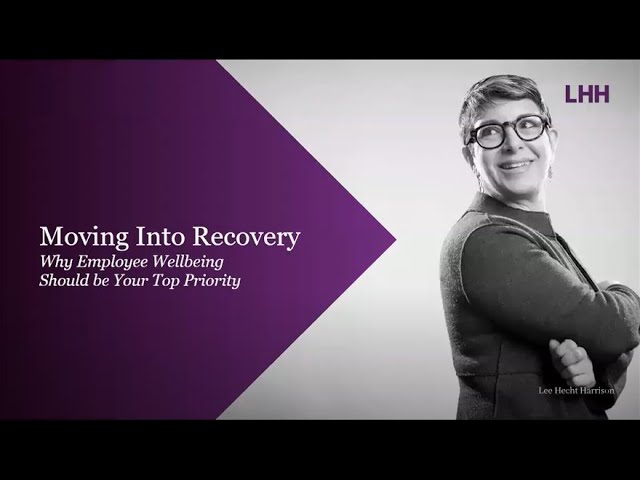 LHH
Moving Into Recovery
Why Employee Wellbeing
Should be Your Top Priority
Lee Hecht Harrison